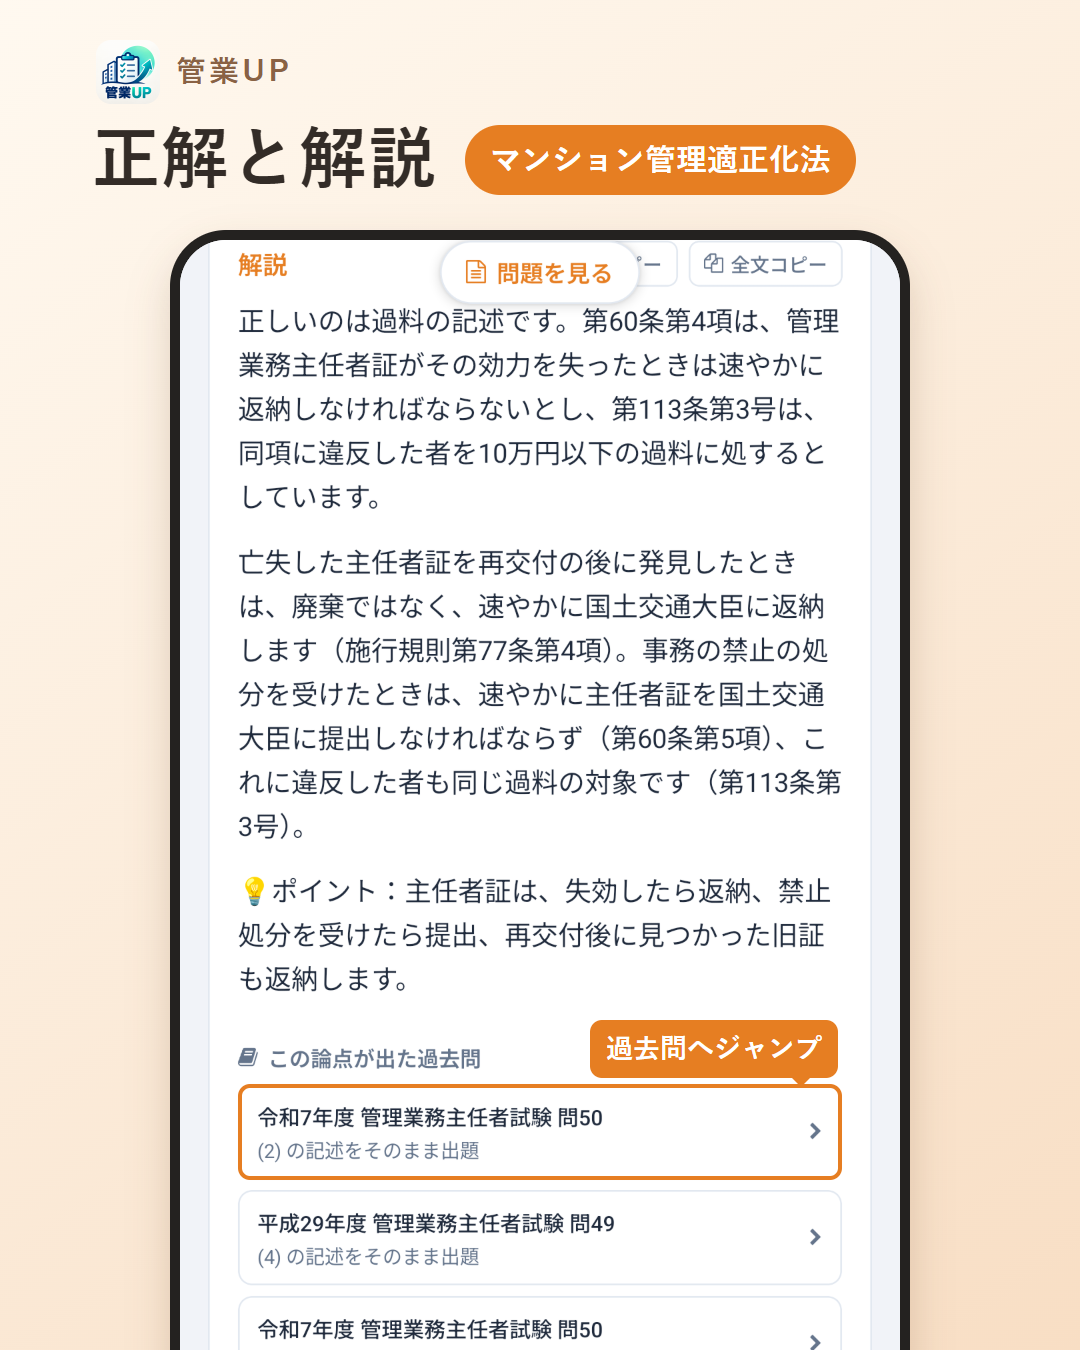 管業UP
管業UP
正解と解説
マンション管理適正化法
解説
問題を見る
ピー
全文コピー
正しいのは過料の記述です。第60条第4項は、管理
業務主任者証がその効力を失ったときは速やかに
返納しなければならないとし、第113条第3号は、
同項に違反した者を10万円以下の過料に処すると
しています。
亡失した主任者証を再交付の後に発見したとき
は、廃棄ではなく、速やかに国土交通大臣に返納
します（施行規則第77条第4項）。事務の禁止の処
分を受けたときは、速やかに主任者証を国土交通
大臣に提出しなければならず（第60条第5項）、こ
れに違反した者も同じ過料の対象です（第113条第
3号）。
💡ポイント：主任者証は、失効したら返納、禁止
処分を受けたら提出、再交付後に見つかった旧証
も返納します。
過去問へジャンプ
この論点が出た過去問
令和7年度 管理業務主任者試験 問50
(2) の記述をそのまま出題
平成29年度 管理業務主任者試験 問49
(4) の記述をそのまま出題
令和7年度 管理業務主任者試験 問50